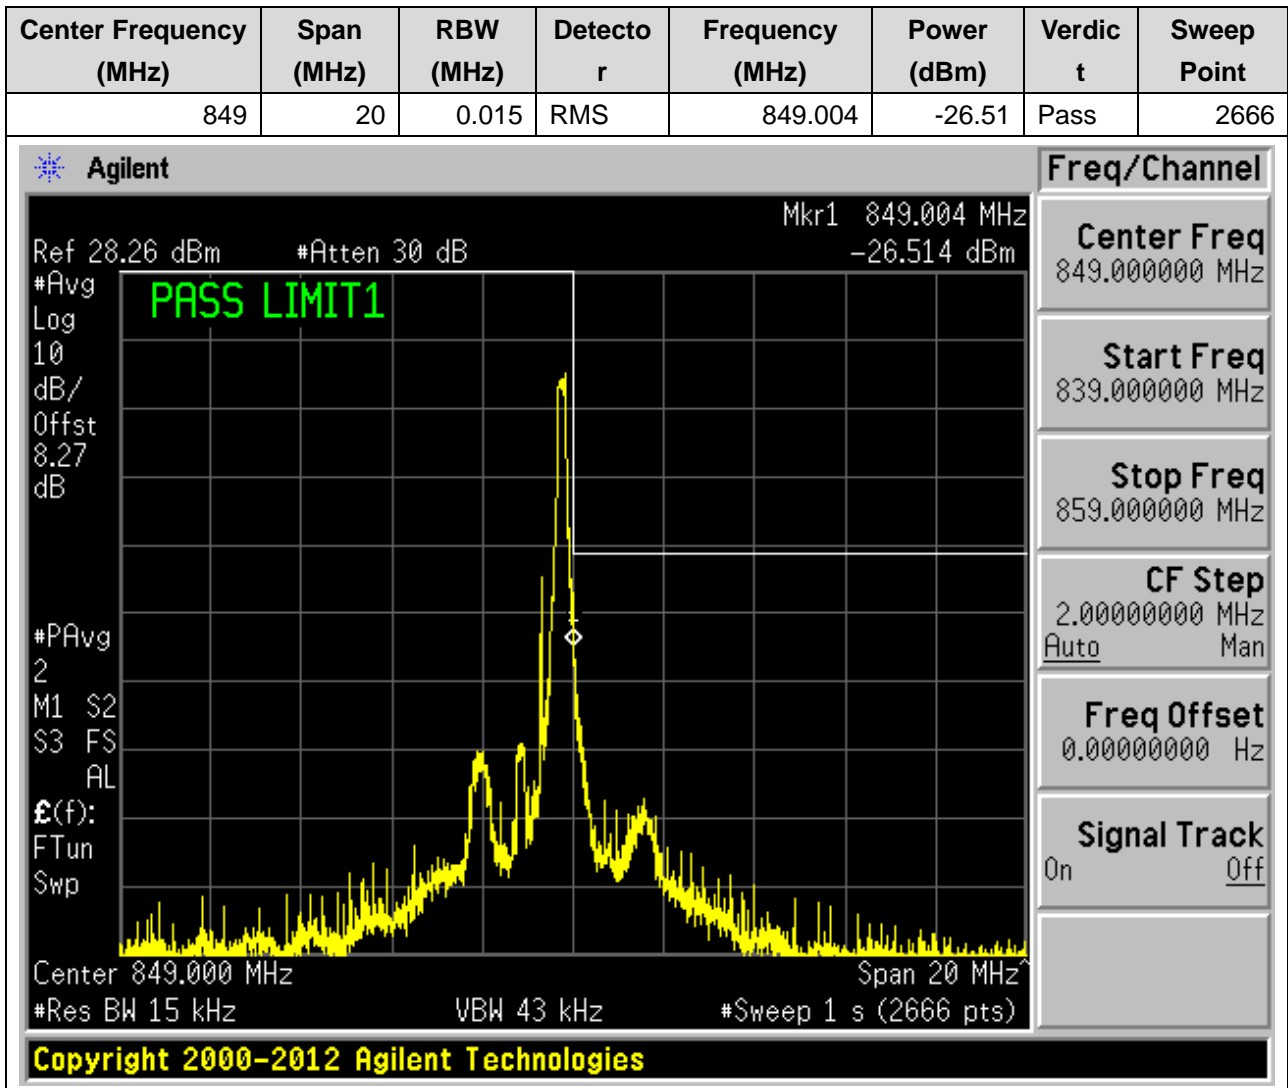 Center Frequency (MHz) Span (MHz) RBW (MHz) Detecto r Frequency (MHz) Power (dBm) Verdic t Sweep Point
849 20 0.015 RMS 849.004 -26.51 Pass 2666
Agilent
Freq/Channel
Mkr1 849.004 MHz
Ref 28.26 dBm #Atten 30 dB -26.514 dBm
#Avg
Log
10
dB/
Offst
8.27
dB
PASS LIMIT1
#PAvg
2
M1 S2
S3 FS
AL
£(f):
FTun
Swp
Center 849.000 MHz Span 20 MHz^
#Res BW 15 kHz VBW 43 kHz #Sweep 1 s (2666 pts)
Center Freq
849.000000 MHz
Start Freq
839.000000 MHz
Stop Freq
859.000000 MHz
CF Step
2.00000000 MHz
Auto Man
Freq Offset
0.00000000 Hz
Signal Track
On Off
Copyright 2000-2012 Agilent Technologies